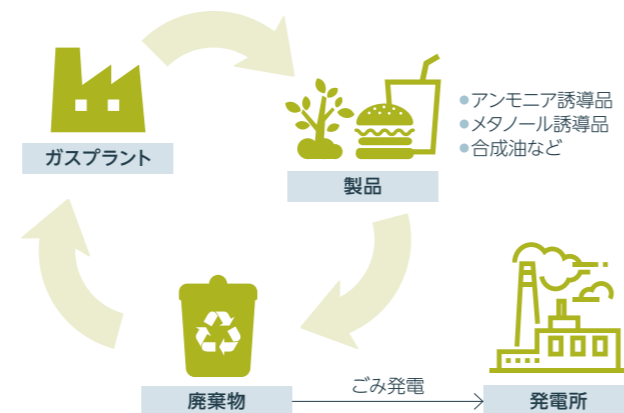 ガスプラント
製品
●アンモニア誘導品
●メタノール誘導品
●合成油など
廃棄物
ごみ発電
発電所